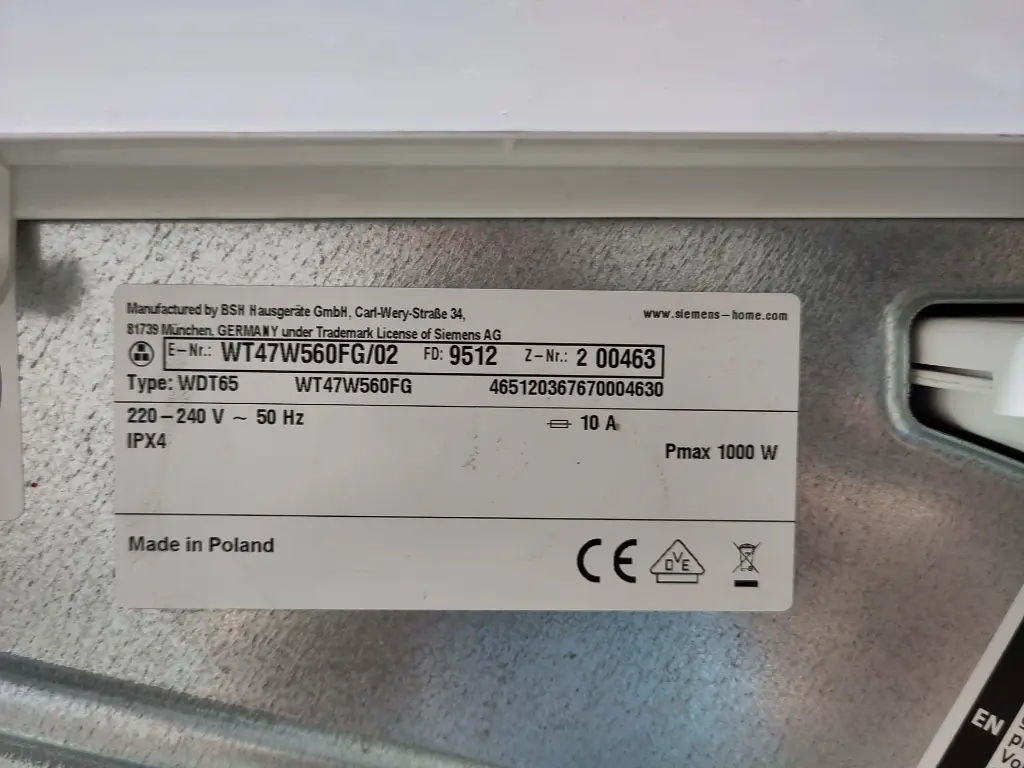 Manufactured by BSH Hausgeräte GmbH, Carl-Wery-Straße 34,
www.siemens-home.com
81739 München, GERMANY under Trademark License of Siemens AG
E-Nr.: WT47W560FG/02 FD: 9512 Z-Nr.: 2 00463
Type: WDT65 WT47W560FG 465120367670004630
220-240 V ~ 50 Hz 10 A
IPX4 Pmax 1000 W
Made in Poland
CE DVE
EN